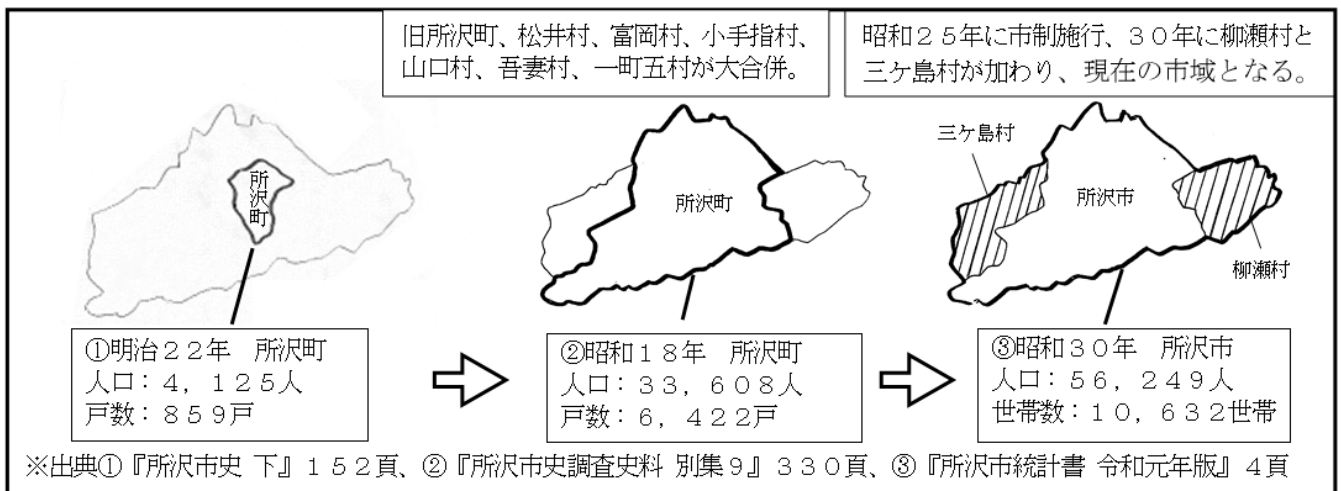 旧所沢町、松井村、富岡村、小手指村、
山口村、吾妻村、一町五村が大合併。
昭和２５年に市制施行、３０年に柳瀬村と
三ケ島村が加わり、現在の市域となる。
所沢町
所沢町
三ケ島村
所沢市
柳瀬村
①明治２２年　所沢町
人口：４，１２５人
戸数：８５９戸
②昭和１８年　所沢町
人口：３３，６０８人
戸数：６，４２２戸
③昭和３０年　所沢市
人口：５６，２４９人
世帯数：１０，６３２世帯
※出典①『所沢市史 下』１５２頁、②『所沢市史調査史料 別集９』３３０頁、③『所沢市統計書 令和元年版』４頁